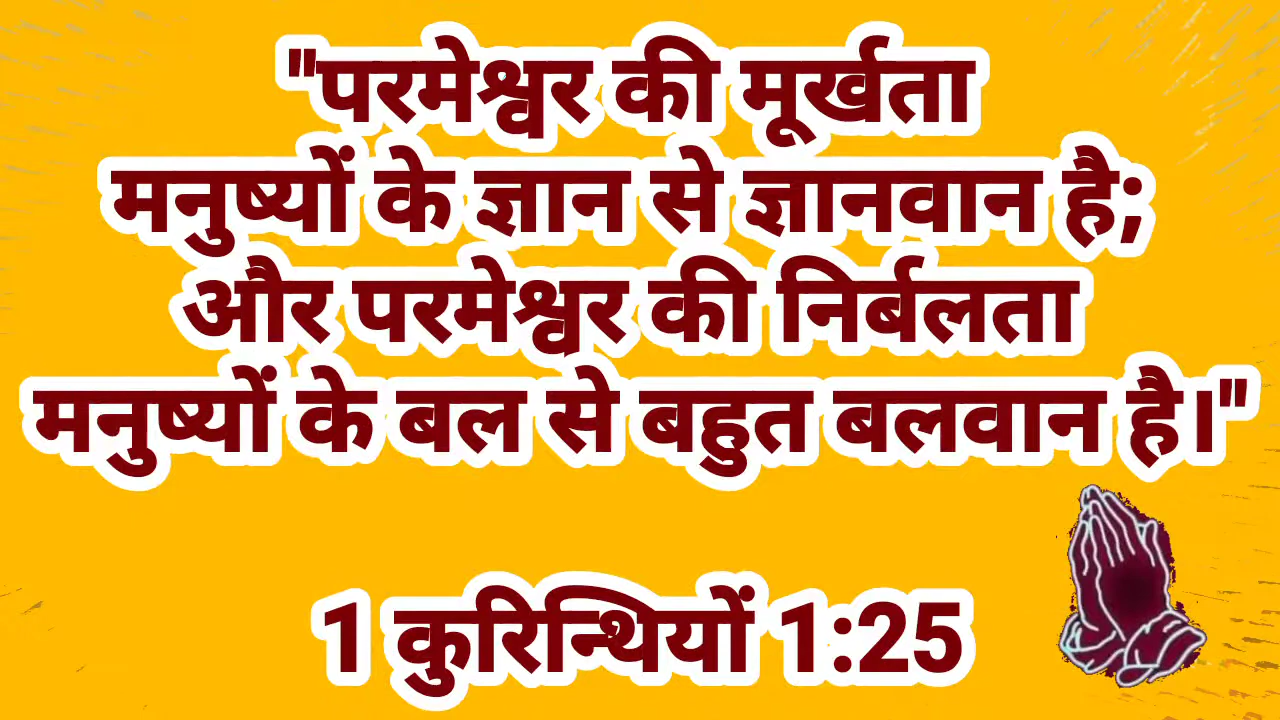 "परमेश्वर की मूर्खता
मनुष्यों के ज्ञान से ज्ञानवान है;
और परमेश्वर की निर्बलता
मनुष्यों के बल से बहुत बलवान है।"
1 कुरिन्थियों 1:25